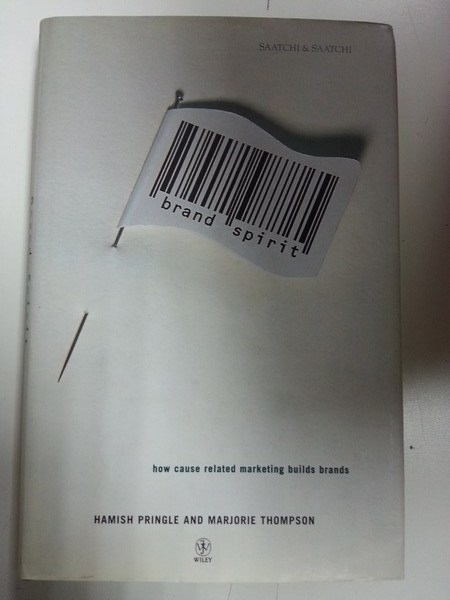 SAATCHI & SAATCHI
brand spirit
how cause related marketing builds brands
HAMISH PRINGLE AND MARJORIE THOMPSON
WILEY